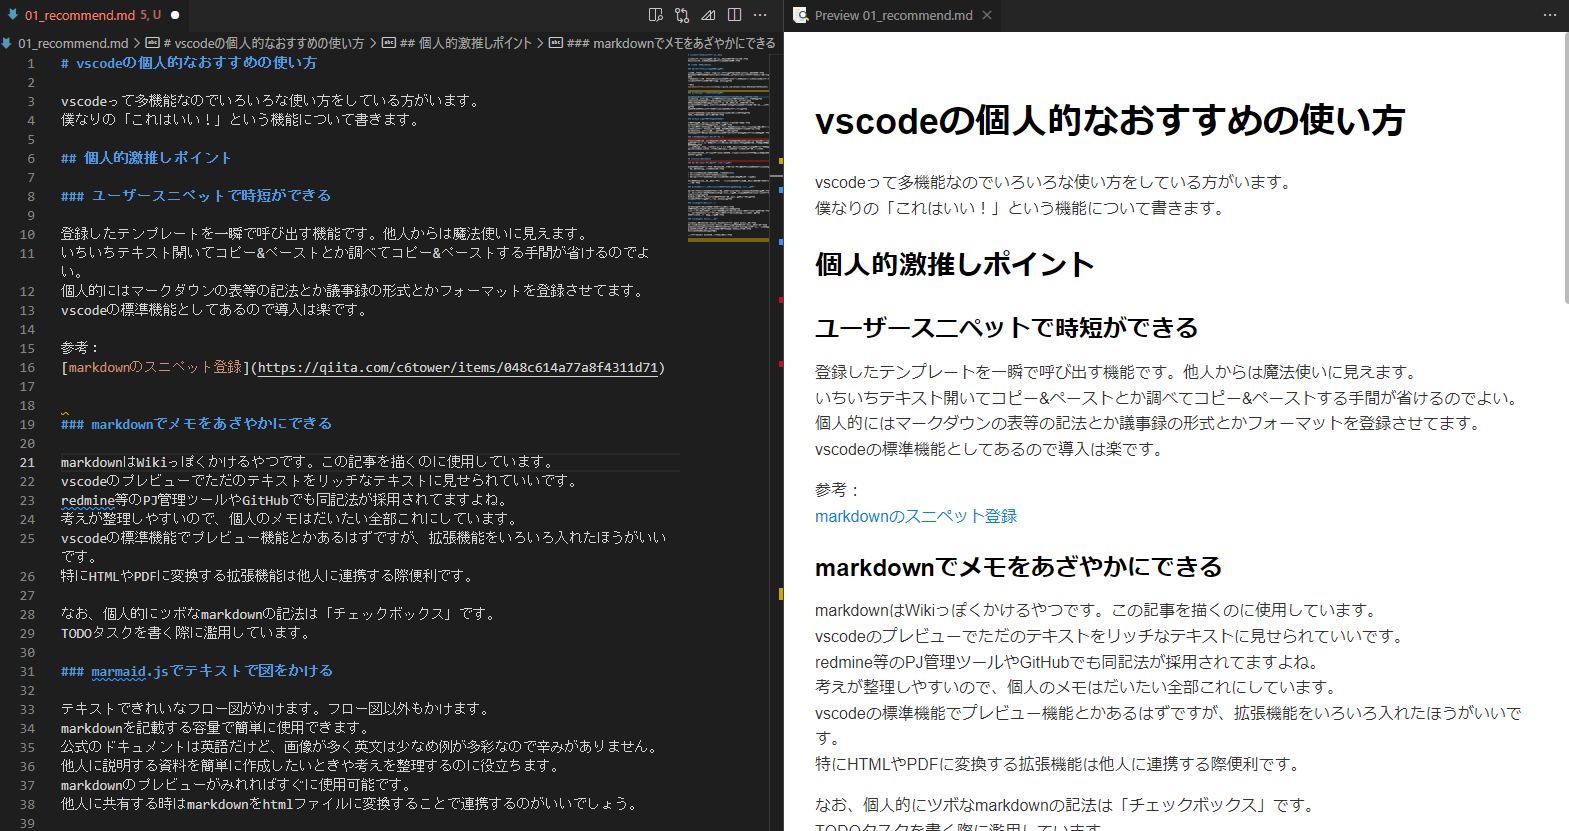 01_recommend.md 5, U
01_recommend.md > # vscodeの個人的なおすすめの使い方 > ## 個人的激推しポイント > ### markdownでメモをあざやかにできる
1 # vscodeの個人的なおすすめの使い方
2
3 vscodeって多機能なのでいろいろな使い方をしている方がいます。
4 僕なりの「これはいい！」という機能について書きます。
5
6 ## 個人的激推しポイント
7
8 ### ユーザースニペットで時短ができる
9
10 登録したテンプレートを一瞬で呼び出す機能です。他人からは魔法使いに見えます。
11 いちいちテキスト開いてコピー&ペーストとか調べてコピー&ペーストする手間が省けるのでよ
い。
12 個人的にはマークダウンの表等の記法とか議事録の形式とかフォーマットを登録させてます。
13 vscodeの標準機能としてあるので導入は楽です。
14
15 参考：
16 [markdownのスニペット登録](https://qiita.com/c6tower/items/048c614a77a8f4311d71)
17
18
19 ### markdownでメモをあざやかにできる
20
21 markdownはWikiっぽくかけるやつです。この記事を描くのに使用しています。
22 vscodeのプレビューでただのテキストをリッチなテキストに見せられていいです。
23 redmine等のPJ管理ツールやGitHubでも同記法が採用されてますよね。
24 考えが整理しやすいので、個人のメモはだいたい全部これにしています。
25 vscodeの標準機能でプレビュー機能とかあるはずですが、拡張機能をいろいろ入れたほうがいい
です。
26 特にHTMLやPDFに変換する拡張機能は他人に連携する際便利です。
27
28 なお、個人的にツボなmarkdownの記法は「チェックボックス」です。
29 TODOタスクを書く際に濫用しています。
30
31 ### marmaid.jsでテキストで図をかける
32
33 テキストできれいなフロー図がかけます。フロー図以外もかけます。
34 markdownを記載する容量で簡単に使用できます。
35 公式のドキュメントは英語だけど、画像が多く英文は少なめ例が多彩なので辛みがありません。
36 他人に説明する資料を簡単に作成したいときや考えを整理するのに役立ちます。
37 markdownのプレビューがみれればすぐに使用可能です。
38 他人に共有する時はmarkdownをhtmlファイルに変換することで連携するのがいいでしょう。
39
Preview 01_recommend.md
vscodeの個人的なおすすめの使い方
vscodeって多機能なのでいろいろな使い方をしている方がいます。
僕なりの「これはいい！」という機能について書きます。
個人的激推しポイント
ユーザースニペットで時短ができる
登録したテンプレートを一瞬で呼び出す機能です。他人からは魔法使いに見えます。
いちいちテキスト開いてコピー&ペーストとか調べてコピー&ペーストする手間が省けるのでよい。
個人的にはマークダウンの表等の記法とか議事録の形式とかフォーマットを登録させてます。
vscodeの標準機能としてあるので導入は楽です。
参考：
markdownのスニペット登録
markdownでメモをあざやかにできる
markdownはWikiっぽくかけるやつです。この記事を描くのに使用しています。
vscodeのプレビューでただのテキストをリッチなテキストに見せられていいです。
redmine等のPJ管理ツールやGitHubでも同記法が採用されてますよね。
考えが整理しやすいので、個人のメモはだいたい全部これにしています。
vscodeの標準機能でプレビュー機能とかあるはずですが、拡張機能をいろいろ入れたほうがいいで
す。
特にHTMLやPDFに変換する拡張機能は他人に連携する際便利です。
なお、個人的にツボなmarkdownの記法は「チェックボックス」です。
TODOタスクを書く際に濫用しています。